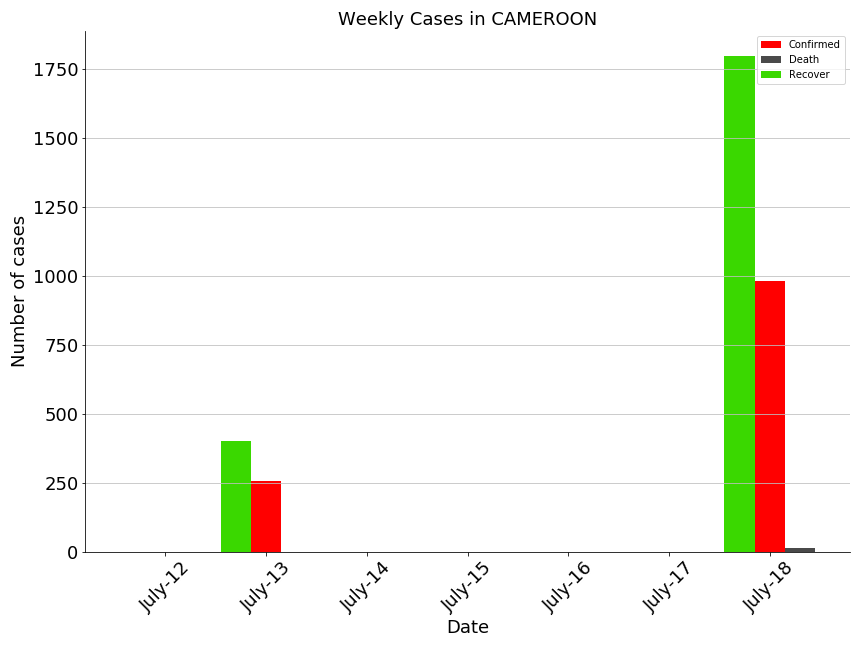 Weekly Cases in CAMEROON
Confirmed
Death
Recover
Number of cases
1750
1500
1250
1000
750
500
250
0
July-12
July-13
July-14
July-15
July-16
July-17
July-18
Date